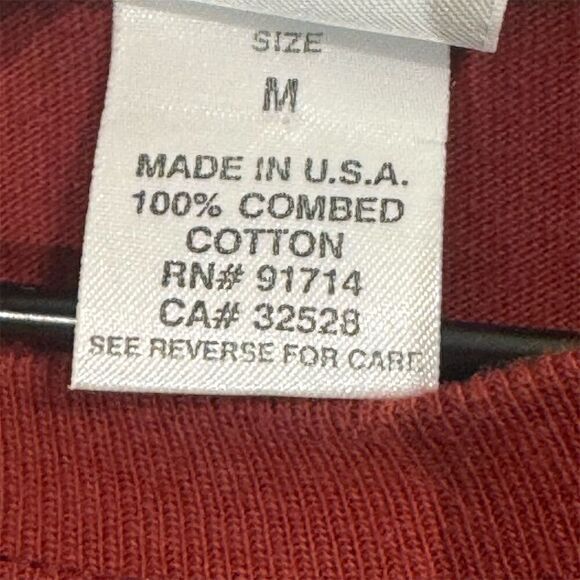 SIZE
M
MADE IN U.S.A.
100% COMBED
COTTON
RN# 91714
CA# 32528
SEE REVERSE FOR CARE